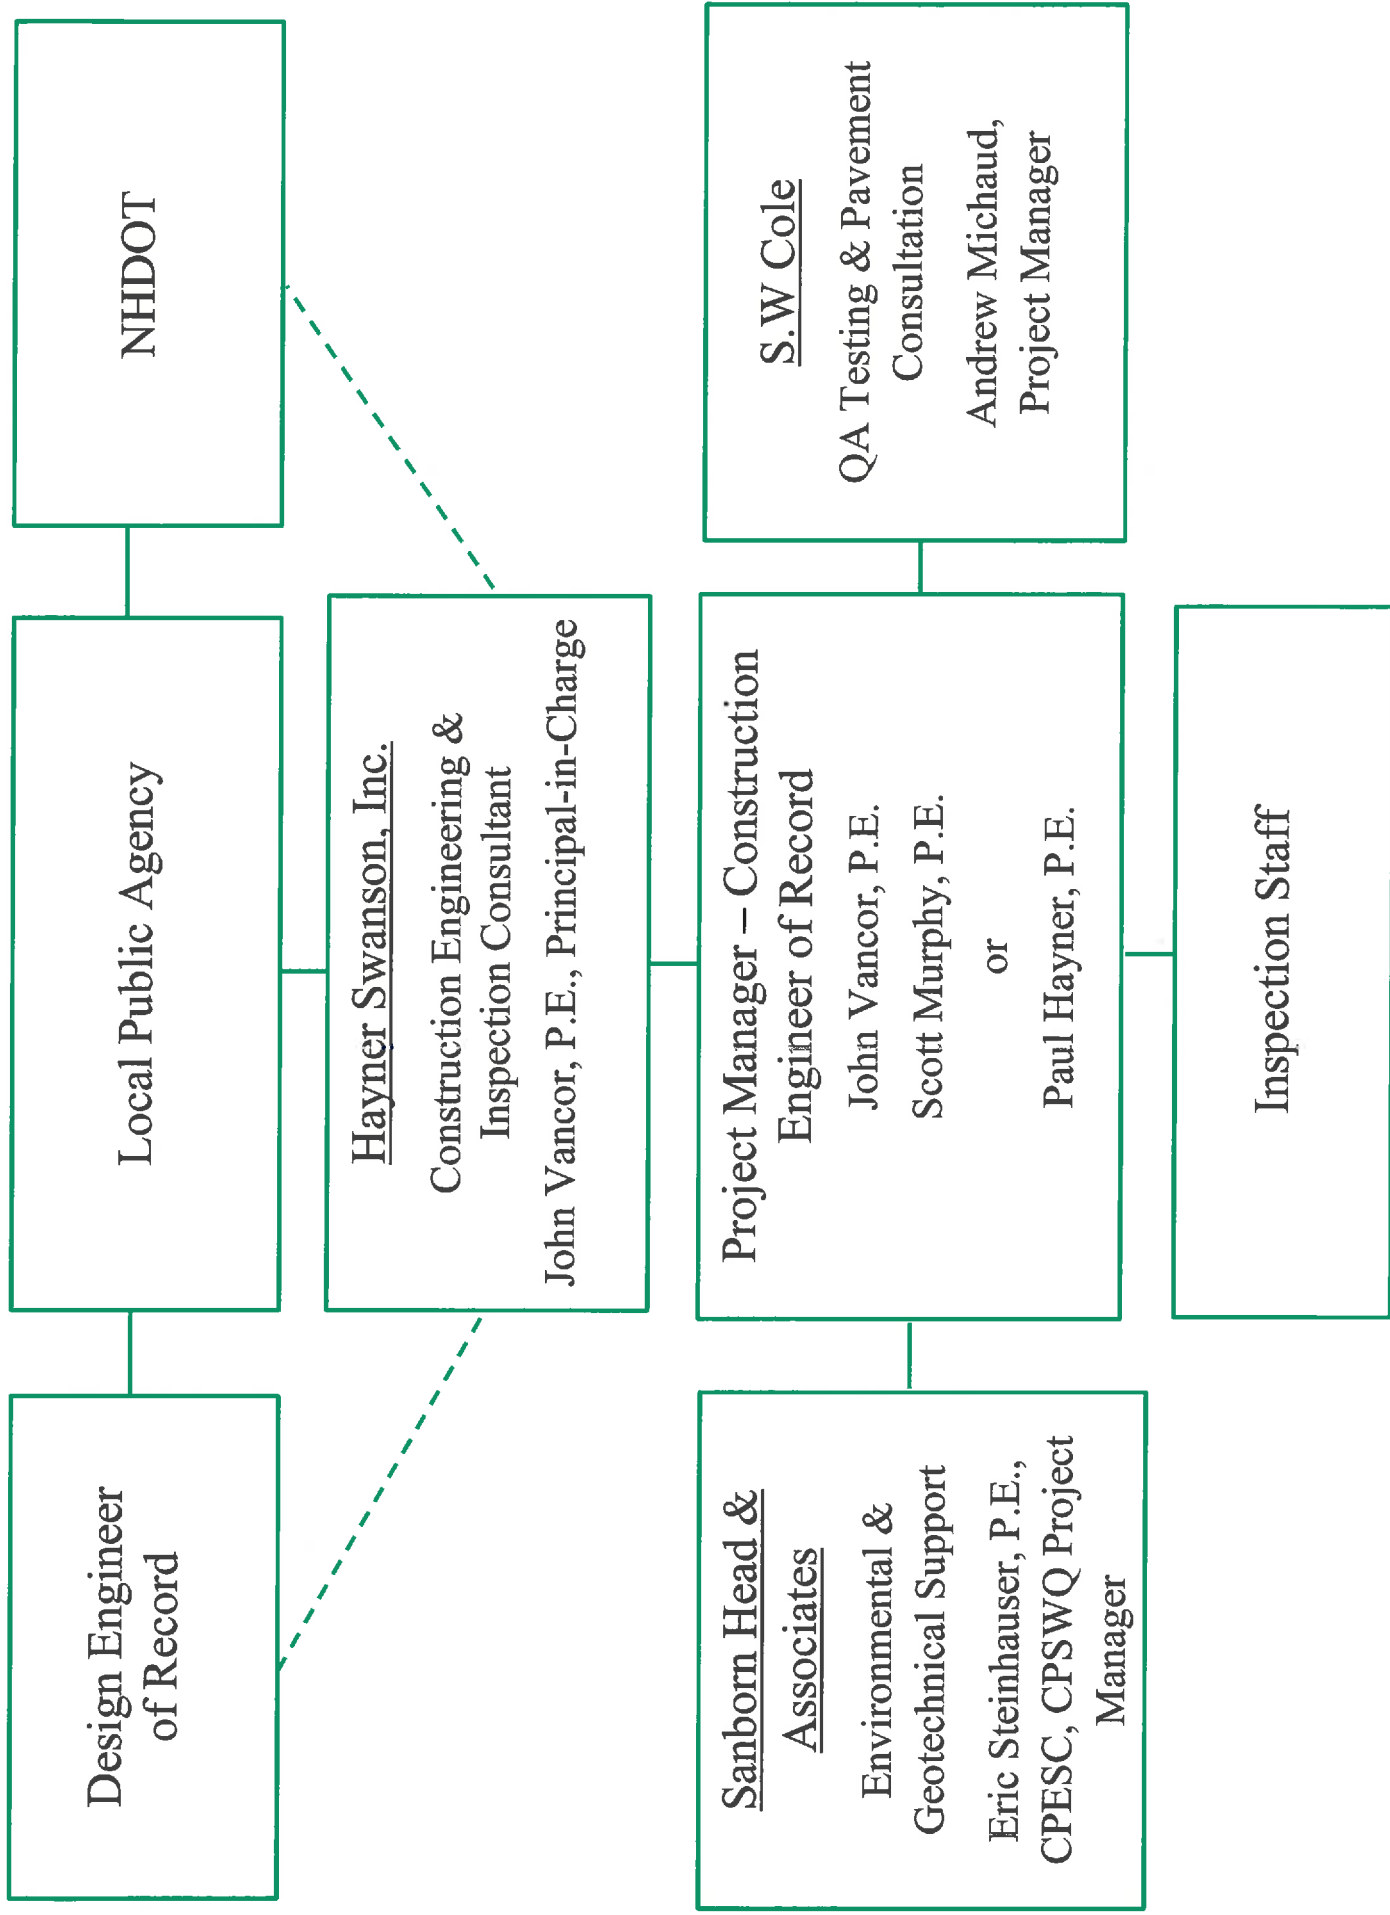 Design Engineer
of Record
Local Public Agency
NHDOT
Hayner Swanson, Inc.
Construction Engineering &
Inspection Consultant
John Vancor, P.E., Principal-in-Charge
Sanborn Head &
Associates
Environmental &
Geotechnical Support
Eric Steinhauser, P.E.,
CPESC, CPSWQ Project
Manager
Project Manager – Construction
Engineer of Record
John Vancor, P.E.
Scott Murphy, P.E.
or
Paul Hayner, P.E.
S.W Cole
QA Testing & Pavement
Consultation
Andrew Michaud,
Project Manager
Inspection Staff